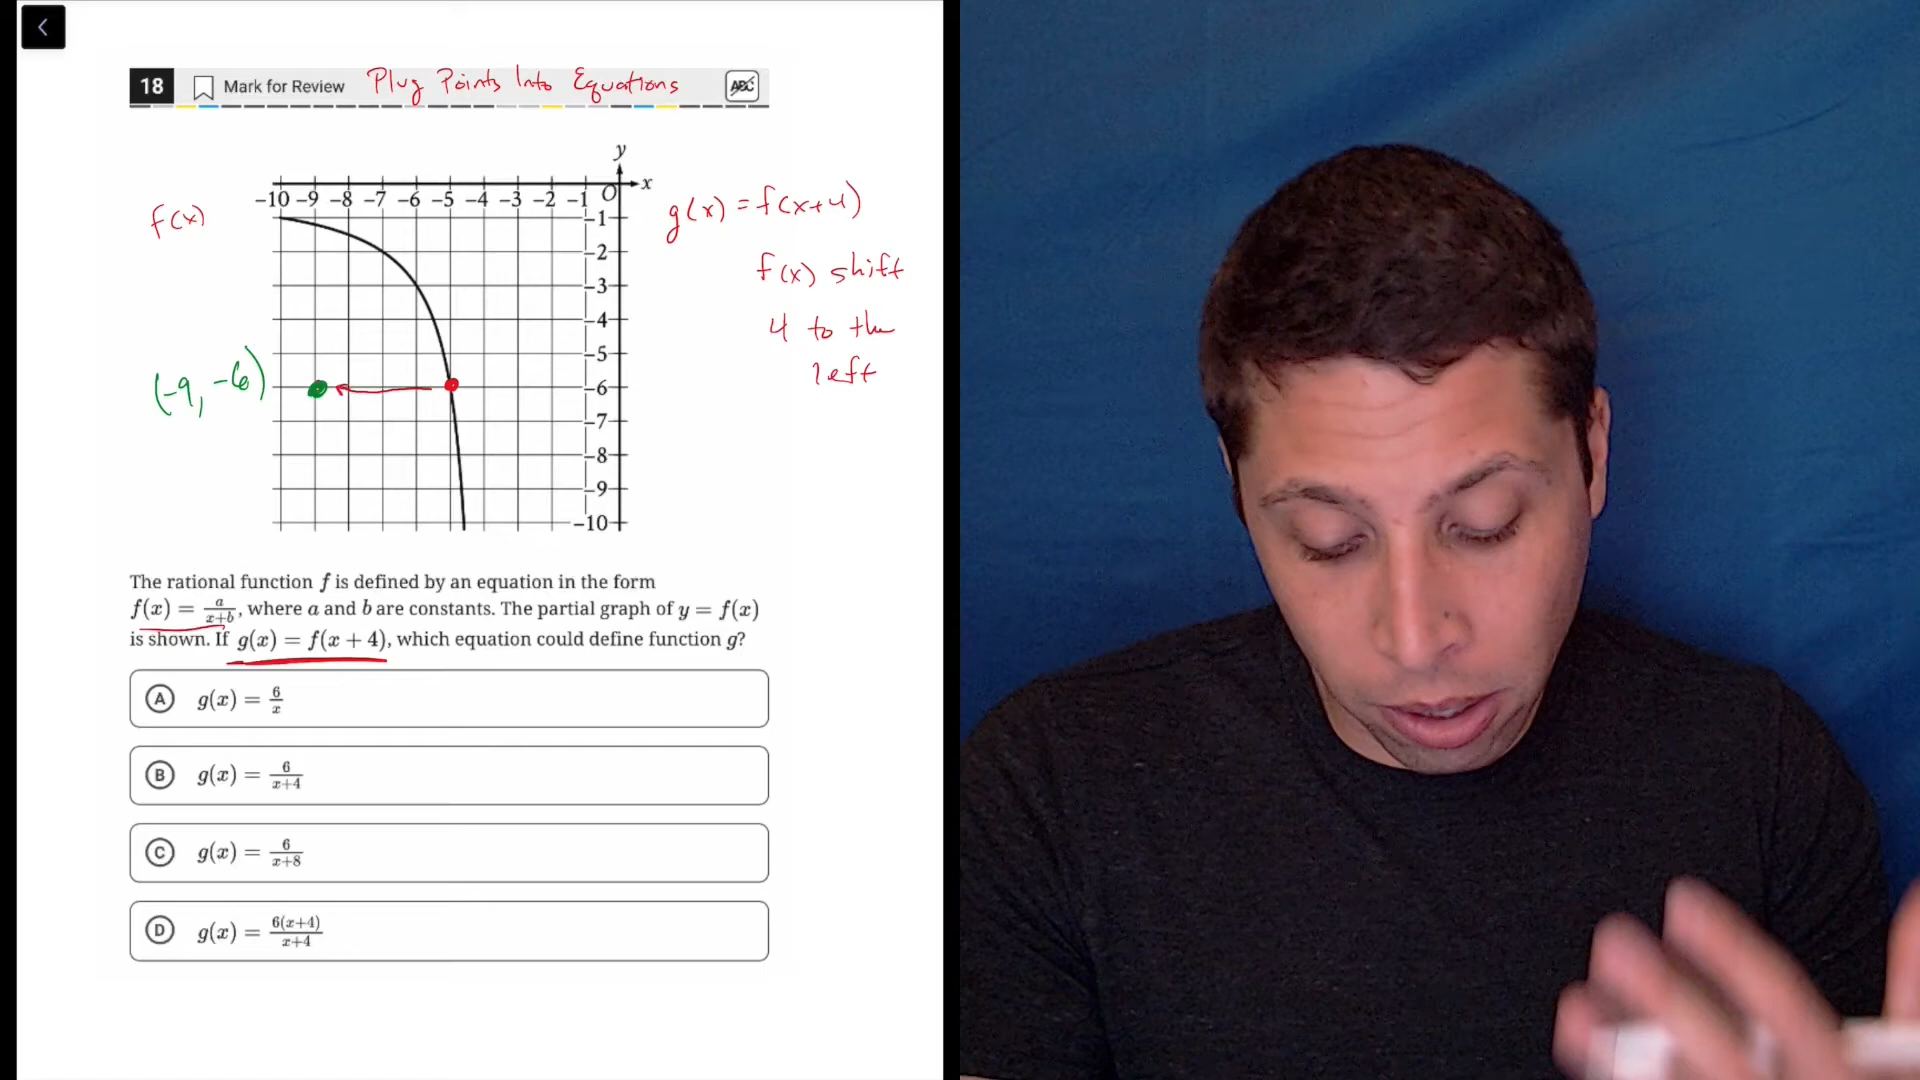 18 Mark for Review Plug Points Into Equations ABC
y
x
-10 -9 -8 -7 -6 -5 -4 -3 -2 -1 O
-1
-2
-3
-4
-5
-6
-7
-8
-9
-10
f(x)
(-9, -6)
g(x) = f(x+4)
f(x) shift
4 to the
left
The rational function f is defined by an equation in the form
f(x) = a/(x+b), where a and b are constants. The partial graph of y = f(x)
is shown. If g(x) = f(x + 4), which equation could define function g?
A g(x) = 6/x
B g(x) = 6/(x+4)
C g(x) = 6/(x+8)
D g(x) = 6(x+4)/(x+4)